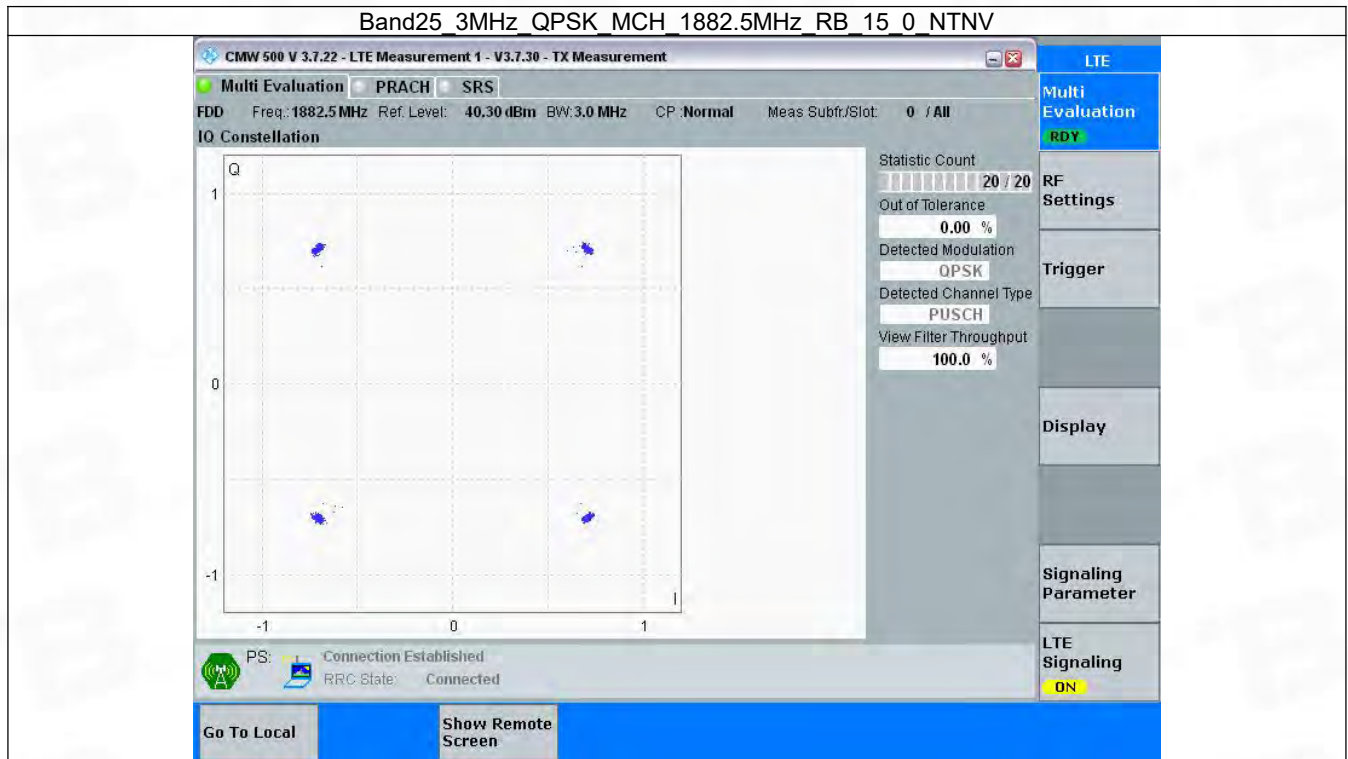 Band25_3MHz_QPSK_MCH_1882.5MHz_RB_15_0_NTNV
CMW 500 V 3.7.22 - LTE Measurement 1 - V3.7.30 - TX Measurement
LTE
Multi Evaluation PRACH SRS
Multi
Evaluation
RDY
FDD Freq.: 1882.5 MHz Ref. Level: 40.30 dBm BW: 3.0 MHz CP :Normal Meas Subfr./Slot: 0 / All
IQ Constellation
Q
1
0
-1
I
-1 0 1
Statistic Count
20 / 20
Out of Tolerance
0.00 %
Detected Modulation
QPSK
Detected Channel Type
PUSCH
View Filter Throughput
100.0 %
RF
Settings
Trigger
Display
Signaling
Parameter
LTE
Signaling
ON
PS: Connection Established
RRC State: Connected
Go To Local
Show Remote
Screen